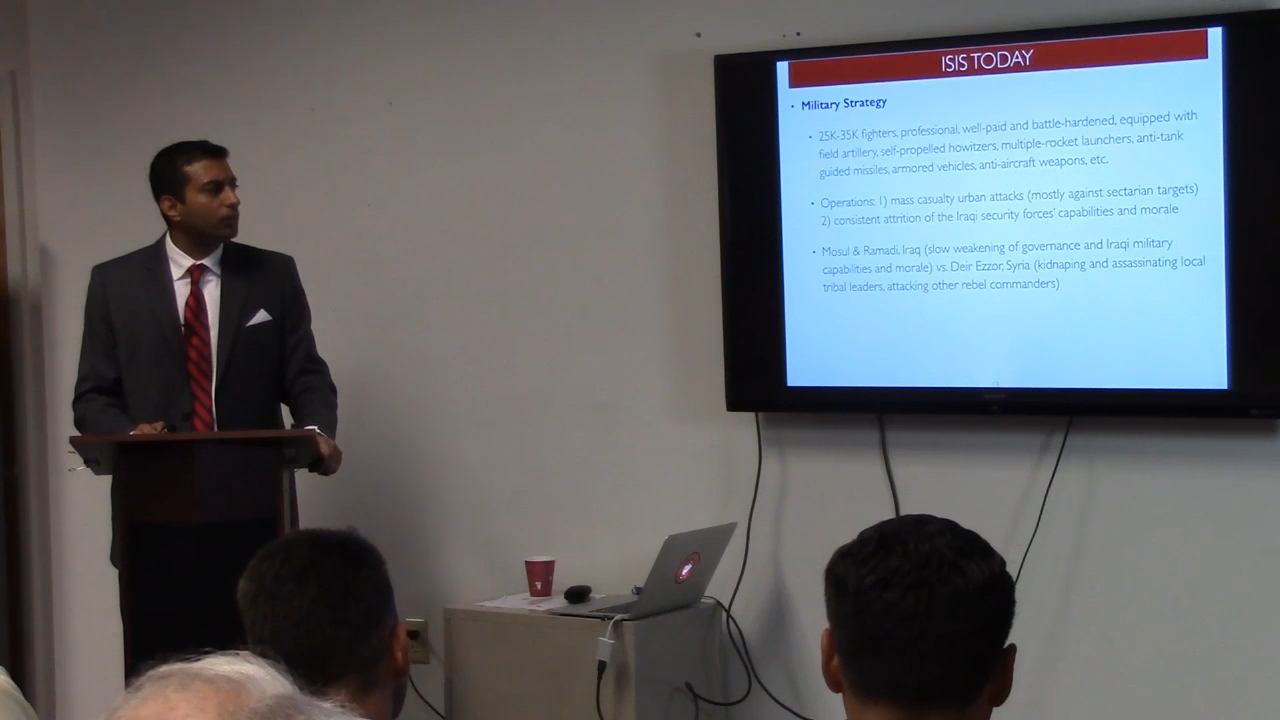 ISIS TODAY
• Military Strategy
• 25K-35K fighters, professional, well-paid and battle-hardened, equipped with
field artillery, self-propelled howitzers, multiple-rocket launchers, anti-tank
guided missiles, armored vehicles, anti-aircraft weapons, etc.
• Operations: 1) mass casualty urban attacks (mostly against sectarian targets)
2) consistent attrition of the Iraqi security forces' capabilities and morale
• Mosul & Ramadi, Iraq (slow weakening of governance and Iraqi military
capabilities and morale) vs. Deir Ezzor, Syria (kidnaping and assassinating local
tribal leaders, attacking other rebel commanders)